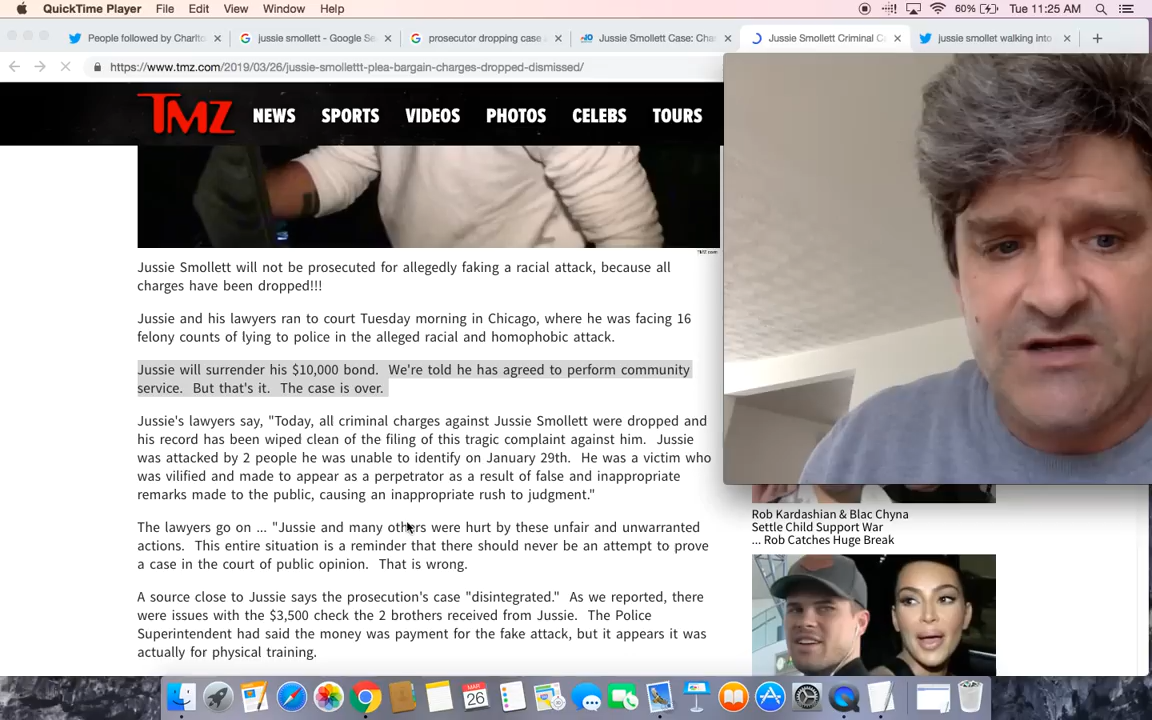 QuickTime Player File Edit View Window Help 60% Tue 11:25 AM
People followed by Charlto jussie smollett - Google Se prosecutor dropping case Jussie Smollett Case: Cha Jussie Smollett Criminal Ca jussie smollet walking into
https://www.tmz.com/2019/03/26/jussie-smollettt-plea-bargain-charges-dropped-dismissed/
TMZ NEWS SPORTS VIDEOS PHOTOS CELEBS TOURS
Jussie Smollett will not be prosecuted for allegedly faking a racial attack, because all
charges have been dropped!!!
Jussie and his lawyers ran to court Tuesday morning in Chicago, where he was facing 16
felony counts of lying to police in the alleged racial and homophobic attack.
Jussie will surrender his $10,000 bond. We're told he has agreed to perform community
service. But that's it. The case is over.
Jussie's lawyers say, "Today, all criminal charges against Jussie Smollett were dropped and
his record has been wiped clean of the filing of this tragic complaint against him. Jussie
was attacked by 2 people he was unable to identify on January 29th. He was a victim who
was vilified and made to appear as a perpetrator as a result of false and inappropriate
remarks made to the public, causing an inappropriate rush to judgment."
The lawyers go on ... "Jussie and many others were hurt by these unfair and unwarranted
actions. This entire situation is a reminder that there should never be an attempt to prove
a case in the court of public opinion. That is wrong.
A source close to Jussie says the prosecution's case "disintegrated." As we reported, there
were issues with the $3,500 check the 2 brothers received from Jussie. The Police
Superintendent had said the money was payment for the fake attack, but it appears it was
actually for physical training.
Rob Kardashian & Blac Chyna
Settle Child Support War
... Rob Catches Huge Break
MAR
26